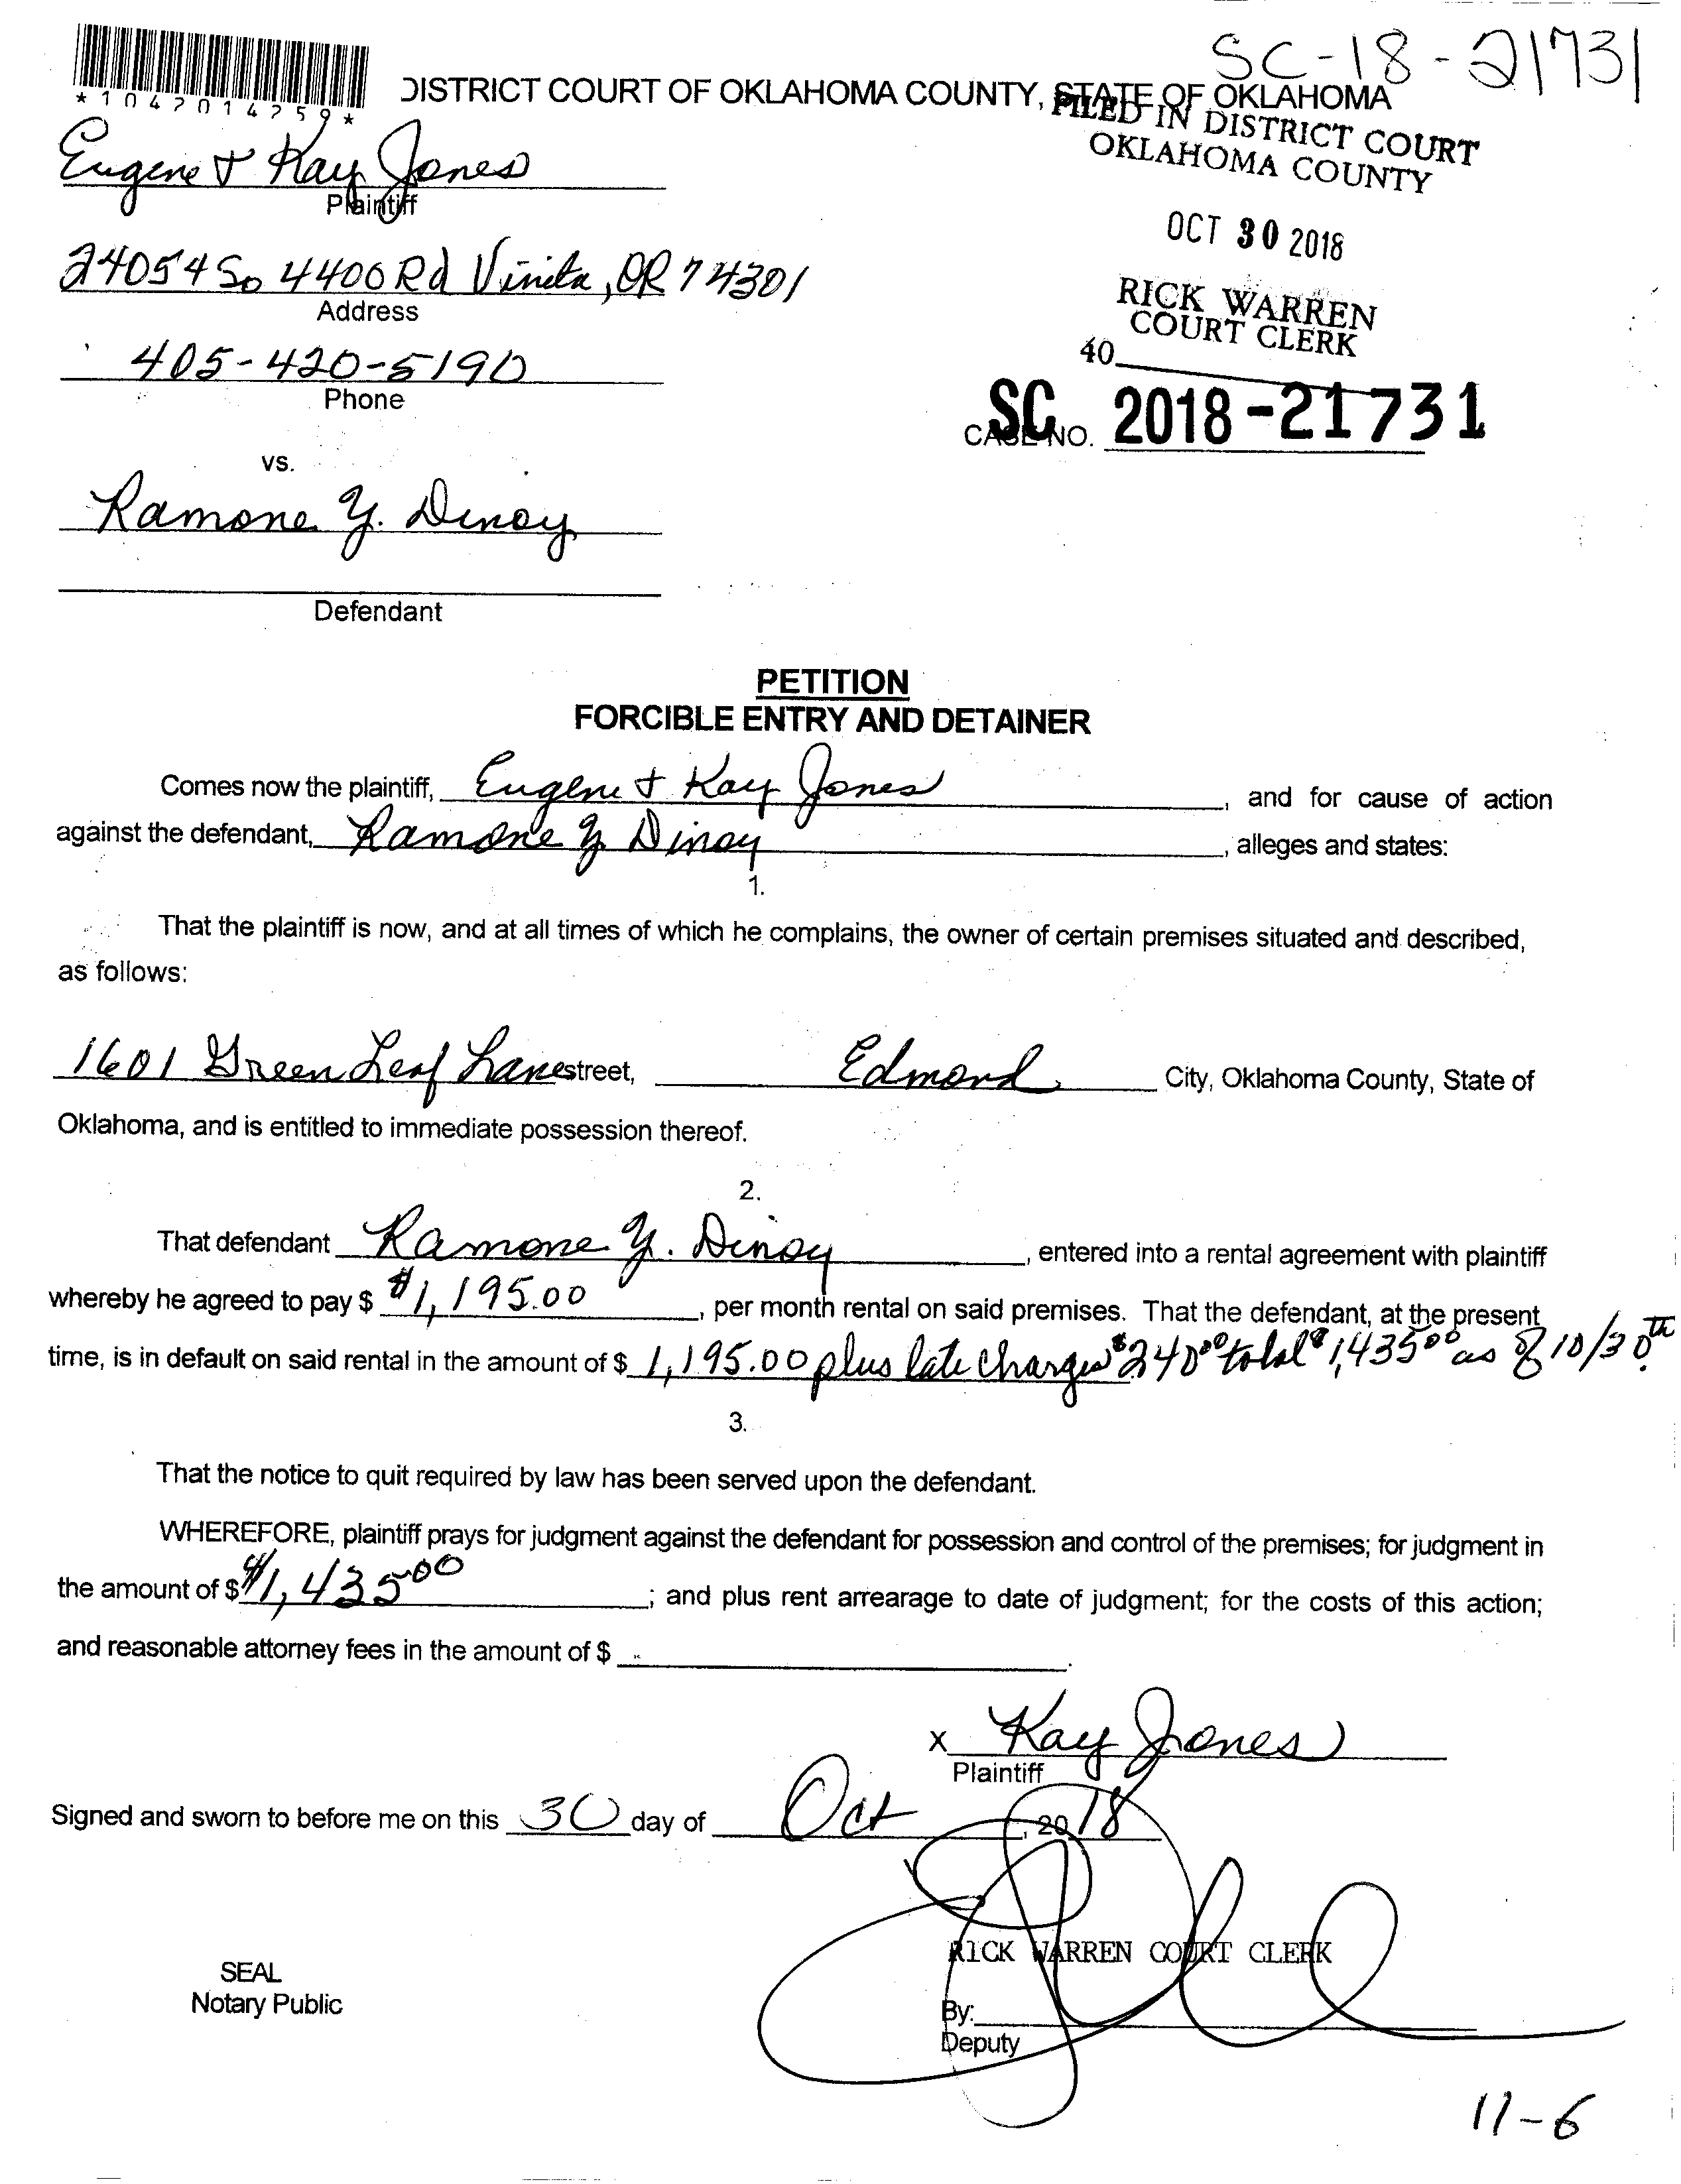 SC-18-21731
*1042014259*
DISTRICT COURT OF OKLAHOMA COUNTY, STATE OF OKLAHOMA
FILED IN DISTRICT COURT
OKLAHOMA COUNTY
Eugene & Kay Jones
Plaintiff
OCT 30 2018
24054 So 4400 Rd Vinita, OK 74301
Address
RICK WARREN
COURT CLERK
40
405-420-5190
Phone
SC
CASE NO. 2018-21731
vs.
Ramone Y. Dinoy
Defendant
PETITION
FORCIBLE ENTRY AND DETAINER
Comes now the plaintiff, Eugene & Kay Jones, and for cause of action
against the defendant, Ramone Y Dinoy, alleges and states:
1.
That the plaintiff is now, and at all times of which he complains, the owner of certain premises situated and described,
as follows:
1601 Green Leaf Lane street, Edmond City, Oklahoma County, State of
Oklahoma, and is entitled to immediate possession thereof.
2.
That defendant Ramone Y. Dinoy, entered into a rental agreement with plaintiff
whereby he agreed to pay $ $1,195.00, per month rental on said premises. That the defendant, at the present
time, is in default on said rental in the amount of $ 1,195.00 plus late charges $240.00 total $1,435.00 as of 10/30th.
3.
That the notice to quit required by law has been served upon the defendant.
WHEREFORE, plaintiff prays for judgment against the defendant for possession and control of the premises; for judgment in
the amount of $ $1,435.00; and plus rent arrearage to date of judgment; for the costs of this action;
and reasonable attorney fees in the amount of $ .
X Kay Jones
Plaintiff
Signed and sworn to before me on this 30 day of Oct, 2018
RICK WARREN COURT CLERK
SEAL
Notary Public
By:
Deputy
11-6